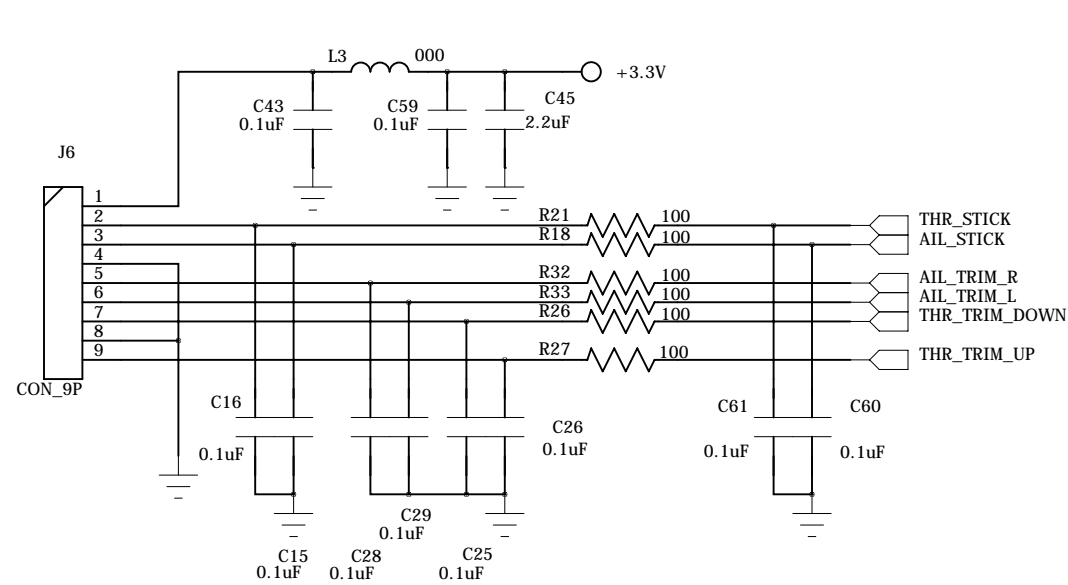 L3 000
+3.3V
C43
0.1uF
C59
0.1uF
C45
2.2uF
J6
1
2
3
4
5
6
7
8
9
CON_9P
R21 100 THR_STICK
R18 100 AIL_STICK
R32 100 AIL_TRIM_R
R33 100 AIL_TRIM_L
R26 100 THR_TRIM_DOWN
R27 100 THR_TRIM_UP
C16
0.1uF
C26
0.1uF
C61
0.1uF
C60
0.1uF
C29
0.1uF
C15
0.1uF
C28
0.1uF
C25
0.1uF